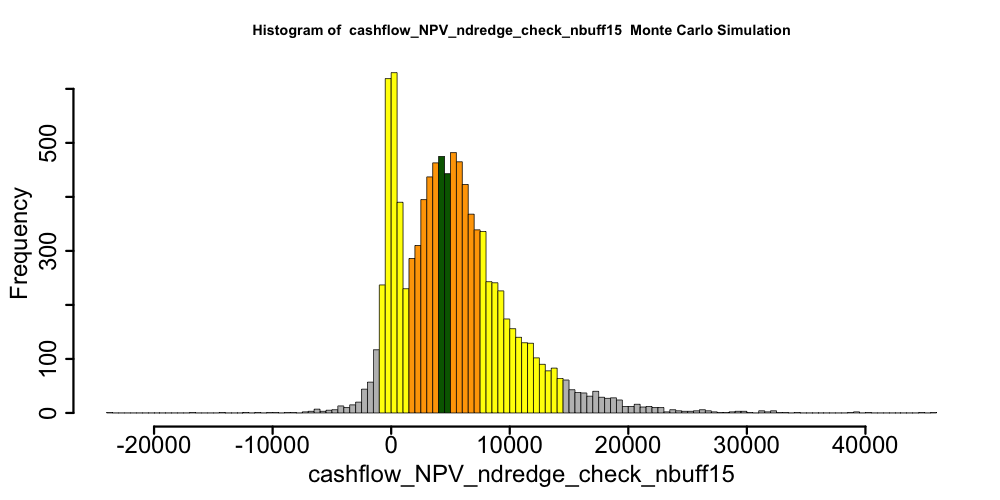 Histogram of  cashflow_NPV_ndredge_check_nbuff15  Monte Carlo Simulation
Frequency
500
300
100
0
-20000 -10000 0 10000 20000 30000 40000
cashflow_NPV_ndredge_check_nbuff15